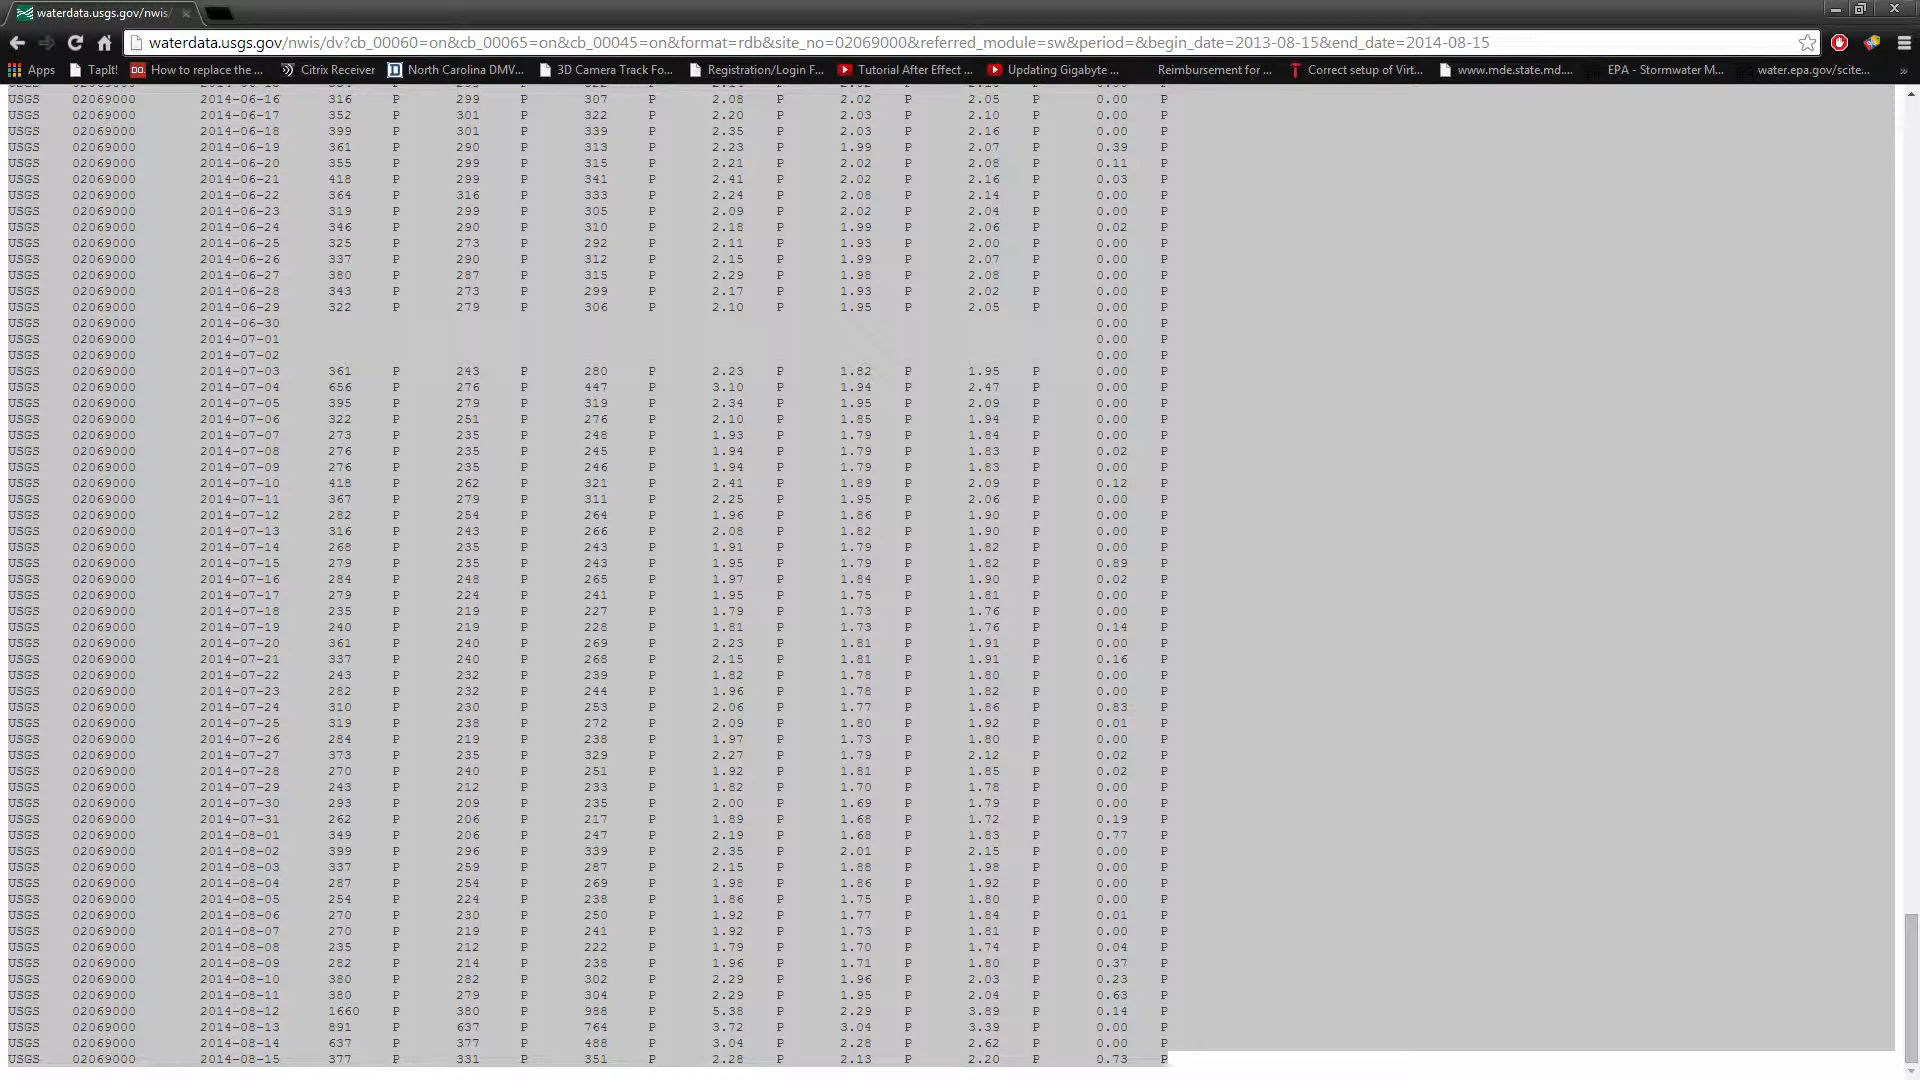 waterdata.usgs.gov/nwis/
waterdata.usgs.gov/nwis/dv?cb_00060=on&cb_00065=on&cb_00045=on&format=rdb&site_no=02069000&referred_module=sw&period=&begin_date=2013-08-15&end_date=2014-08-15
Apps TapIt! DO. How to replace the ... Citrix Receiver North Carolina DMV... 3D Camera Track Fo... Registration/Login F... Tutorial After Effect ... Updating Gigabyte ... Reimbursement for ... Correct setup of Virt... www.mde.state.md.... EPA - Stormwater M... water.epa.gov/scite... »
USGS 02069000 2014-06-16 316 P 299 P 307 P 2.08 P 2.02 P 2.05 P 0.00 P
USGS 02069000 2014-06-17 352 P 301 P 322 P 2.20 P 2.03 P 2.10 P 0.00 P
USGS 02069000 2014-06-18 399 P 301 P 339 P 2.35 P 2.03 P 2.16 P 0.00 P
USGS 02069000 2014-06-19 361 P 290 P 313 P 2.23 P 1.99 P 2.07 P 0.39 P
USGS 02069000 2014-06-20 355 P 299 P 315 P 2.21 P 2.02 P 2.08 P 0.11 P
USGS 02069000 2014-06-21 418 P 299 P 341 P 2.41 P 2.02 P 2.16 P 0.03 P
USGS 02069000 2014-06-22 364 P 316 P 333 P 2.24 P 2.08 P 2.14 P 0.00 P
USGS 02069000 2014-06-23 319 P 299 P 305 P 2.09 P 2.02 P 2.04 P 0.00 P
USGS 02069000 2014-06-24 346 P 290 P 310 P 2.18 P 1.99 P 2.06 P 0.02 P
USGS 02069000 2014-06-25 325 P 273 P 292 P 2.11 P 1.93 P 2.00 P 0.00 P
USGS 02069000 2014-06-26 337 P 290 P 312 P 2.15 P 1.99 P 2.07 P 0.00 P
USGS 02069000 2014-06-27 380 P 287 P 315 P 2.29 P 1.98 P 2.08 P 0.00 P
USGS 02069000 2014-06-28 343 P 273 P 299 P 2.17 P 1.93 P 2.02 P 0.00 P
USGS 02069000 2014-06-29 322 P 279 P 306 P 2.10 P 1.95 P 2.05 P 0.00 P
USGS 02069000 2014-06-30 0.00 P
USGS 02069000 2014-07-01 0.00 P
USGS 02069000 2014-07-02 0.00 P
USGS 02069000 2014-07-03 361 P 243 P 280 P 2.23 P 1.82 P 1.95 P 0.00 P
USGS 02069000 2014-07-04 656 P 276 P 447 P 3.10 P 1.94 P 2.47 P 0.00 P
USGS 02069000 2014-07-05 395 P 279 P 319 P 2.34 P 1.95 P 2.09 P 0.00 P
USGS 02069000 2014-07-06 322 P 251 P 276 P 2.10 P 1.85 P 1.94 P 0.00 P
USGS 02069000 2014-07-07 273 P 235 P 248 P 1.93 P 1.79 P 1.84 P 0.00 P
USGS 02069000 2014-07-08 276 P 235 P 245 P 1.94 P 1.79 P 1.83 P 0.02 P
USGS 02069000 2014-07-09 276 P 235 P 246 P 1.94 P 1.79 P 1.83 P 0.00 P
USGS 02069000 2014-07-10 418 P 262 P 321 P 2.41 P 1.89 P 2.09 P 0.12 P
USGS 02069000 2014-07-11 367 P 279 P 311 P 2.25 P 1.95 P 2.06 P 0.00 P
USGS 02069000 2014-07-12 282 P 254 P 264 P 1.96 P 1.86 P 1.90 P 0.00 P
USGS 02069000 2014-07-13 316 P 243 P 266 P 2.08 P 1.82 P 1.90 P 0.00 P
USGS 02069000 2014-07-14 268 P 235 P 243 P 1.91 P 1.79 P 1.82 P 0.00 P
USGS 02069000 2014-07-15 279 P 235 P 243 P 1.95 P 1.79 P 1.82 P 0.89 P
USGS 02069000 2014-07-16 284 P 248 P 265 P 1.97 P 1.84 P 1.90 P 0.02 P
USGS 02069000 2014-07-17 279 P 224 P 241 P 1.95 P 1.75 P 1.81 P 0.00 P
USGS 02069000 2014-07-18 235 P 219 P 227 P 1.79 P 1.73 P 1.76 P 0.00 P
USGS 02069000 2014-07-19 240 P 219 P 228 P 1.81 P 1.73 P 1.76 P 0.14 P
USGS 02069000 2014-07-20 361 P 240 P 269 P 2.23 P 1.81 P 1.91 P 0.00 P
USGS 02069000 2014-07-21 337 P 240 P 268 P 2.15 P 1.81 P 1.91 P 0.16 P
USGS 02069000 2014-07-22 243 P 232 P 239 P 1.82 P 1.78 P 1.80 P 0.00 P
USGS 02069000 2014-07-23 282 P 232 P 244 P 1.96 P 1.78 P 1.82 P 0.00 P
USGS 02069000 2014-07-24 310 P 230 P 253 P 2.06 P 1.77 P 1.86 P 0.83 P
USGS 02069000 2014-07-25 319 P 238 P 272 P 2.09 P 1.80 P 1.92 P 0.01 P
USGS 02069000 2014-07-26 284 P 219 P 238 P 1.97 P 1.73 P 1.80 P 0.00 P
USGS 02069000 2014-07-27 373 P 235 P 329 P 2.27 P 1.79 P 2.12 P 0.02 P
USGS 02069000 2014-07-28 270 P 240 P 251 P 1.92 P 1.81 P 1.85 P 0.02 P
USGS 02069000 2014-07-29 243 P 212 P 233 P 1.82 P 1.70 P 1.78 P 0.00 P
USGS 02069000 2014-07-30 293 P 209 P 235 P 2.00 P 1.69 P 1.79 P 0.00 P
USGS 02069000 2014-07-31 262 P 206 P 217 P 1.89 P 1.68 P 1.72 P 0.19 P
USGS 02069000 2014-08-01 349 P 206 P 247 P 2.19 P 1.68 P 1.83 P 0.77 P
USGS 02069000 2014-08-02 399 P 296 P 339 P 2.35 P 2.01 P 2.15 P 0.00 P
USGS 02069000 2014-08-03 337 P 259 P 287 P 2.15 P 1.88 P 1.98 P 0.00 P
USGS 02069000 2014-08-04 287 P 254 P 269 P 1.98 P 1.86 P 1.92 P 0.00 P
USGS 02069000 2014-08-05 254 P 224 P 238 P 1.86 P 1.75 P 1.80 P 0.00 P
USGS 02069000 2014-08-06 270 P 230 P 250 P 1.92 P 1.77 P 1.84 P 0.01 P
USGS 02069000 2014-08-07 270 P 219 P 241 P 1.92 P 1.73 P 1.81 P 0.00 P
USGS 02069000 2014-08-08 235 P 212 P 222 P 1.79 P 1.70 P 1.74 P 0.04 P
USGS 02069000 2014-08-09 282 P 214 P 238 P 1.96 P 1.71 P 1.80 P 0.37 P
USGS 02069000 2014-08-10 380 P 282 P 302 P 2.29 P 1.96 P 2.03 P 0.23 P
USGS 02069000 2014-08-11 380 P 279 P 304 P 2.29 P 1.95 P 2.04 P 0.63 P
USGS 02069000 2014-08-12 1660 P 380 P 988 P 5.38 P 2.29 P 3.89 P 0.14 P
USGS 02069000 2014-08-13 891 P 637 P 764 P 3.72 P 3.04 P 3.39 P 0.00 P
USGS 02069000 2014-08-14 637 P 377 P 488 P 3.04 P 2.28 P 2.62 P 0.00 P
USGS 02069000 2014-08-15 377 P 331 P 351 P 2.28 P 2.13 P 2.20 P 0.73 P